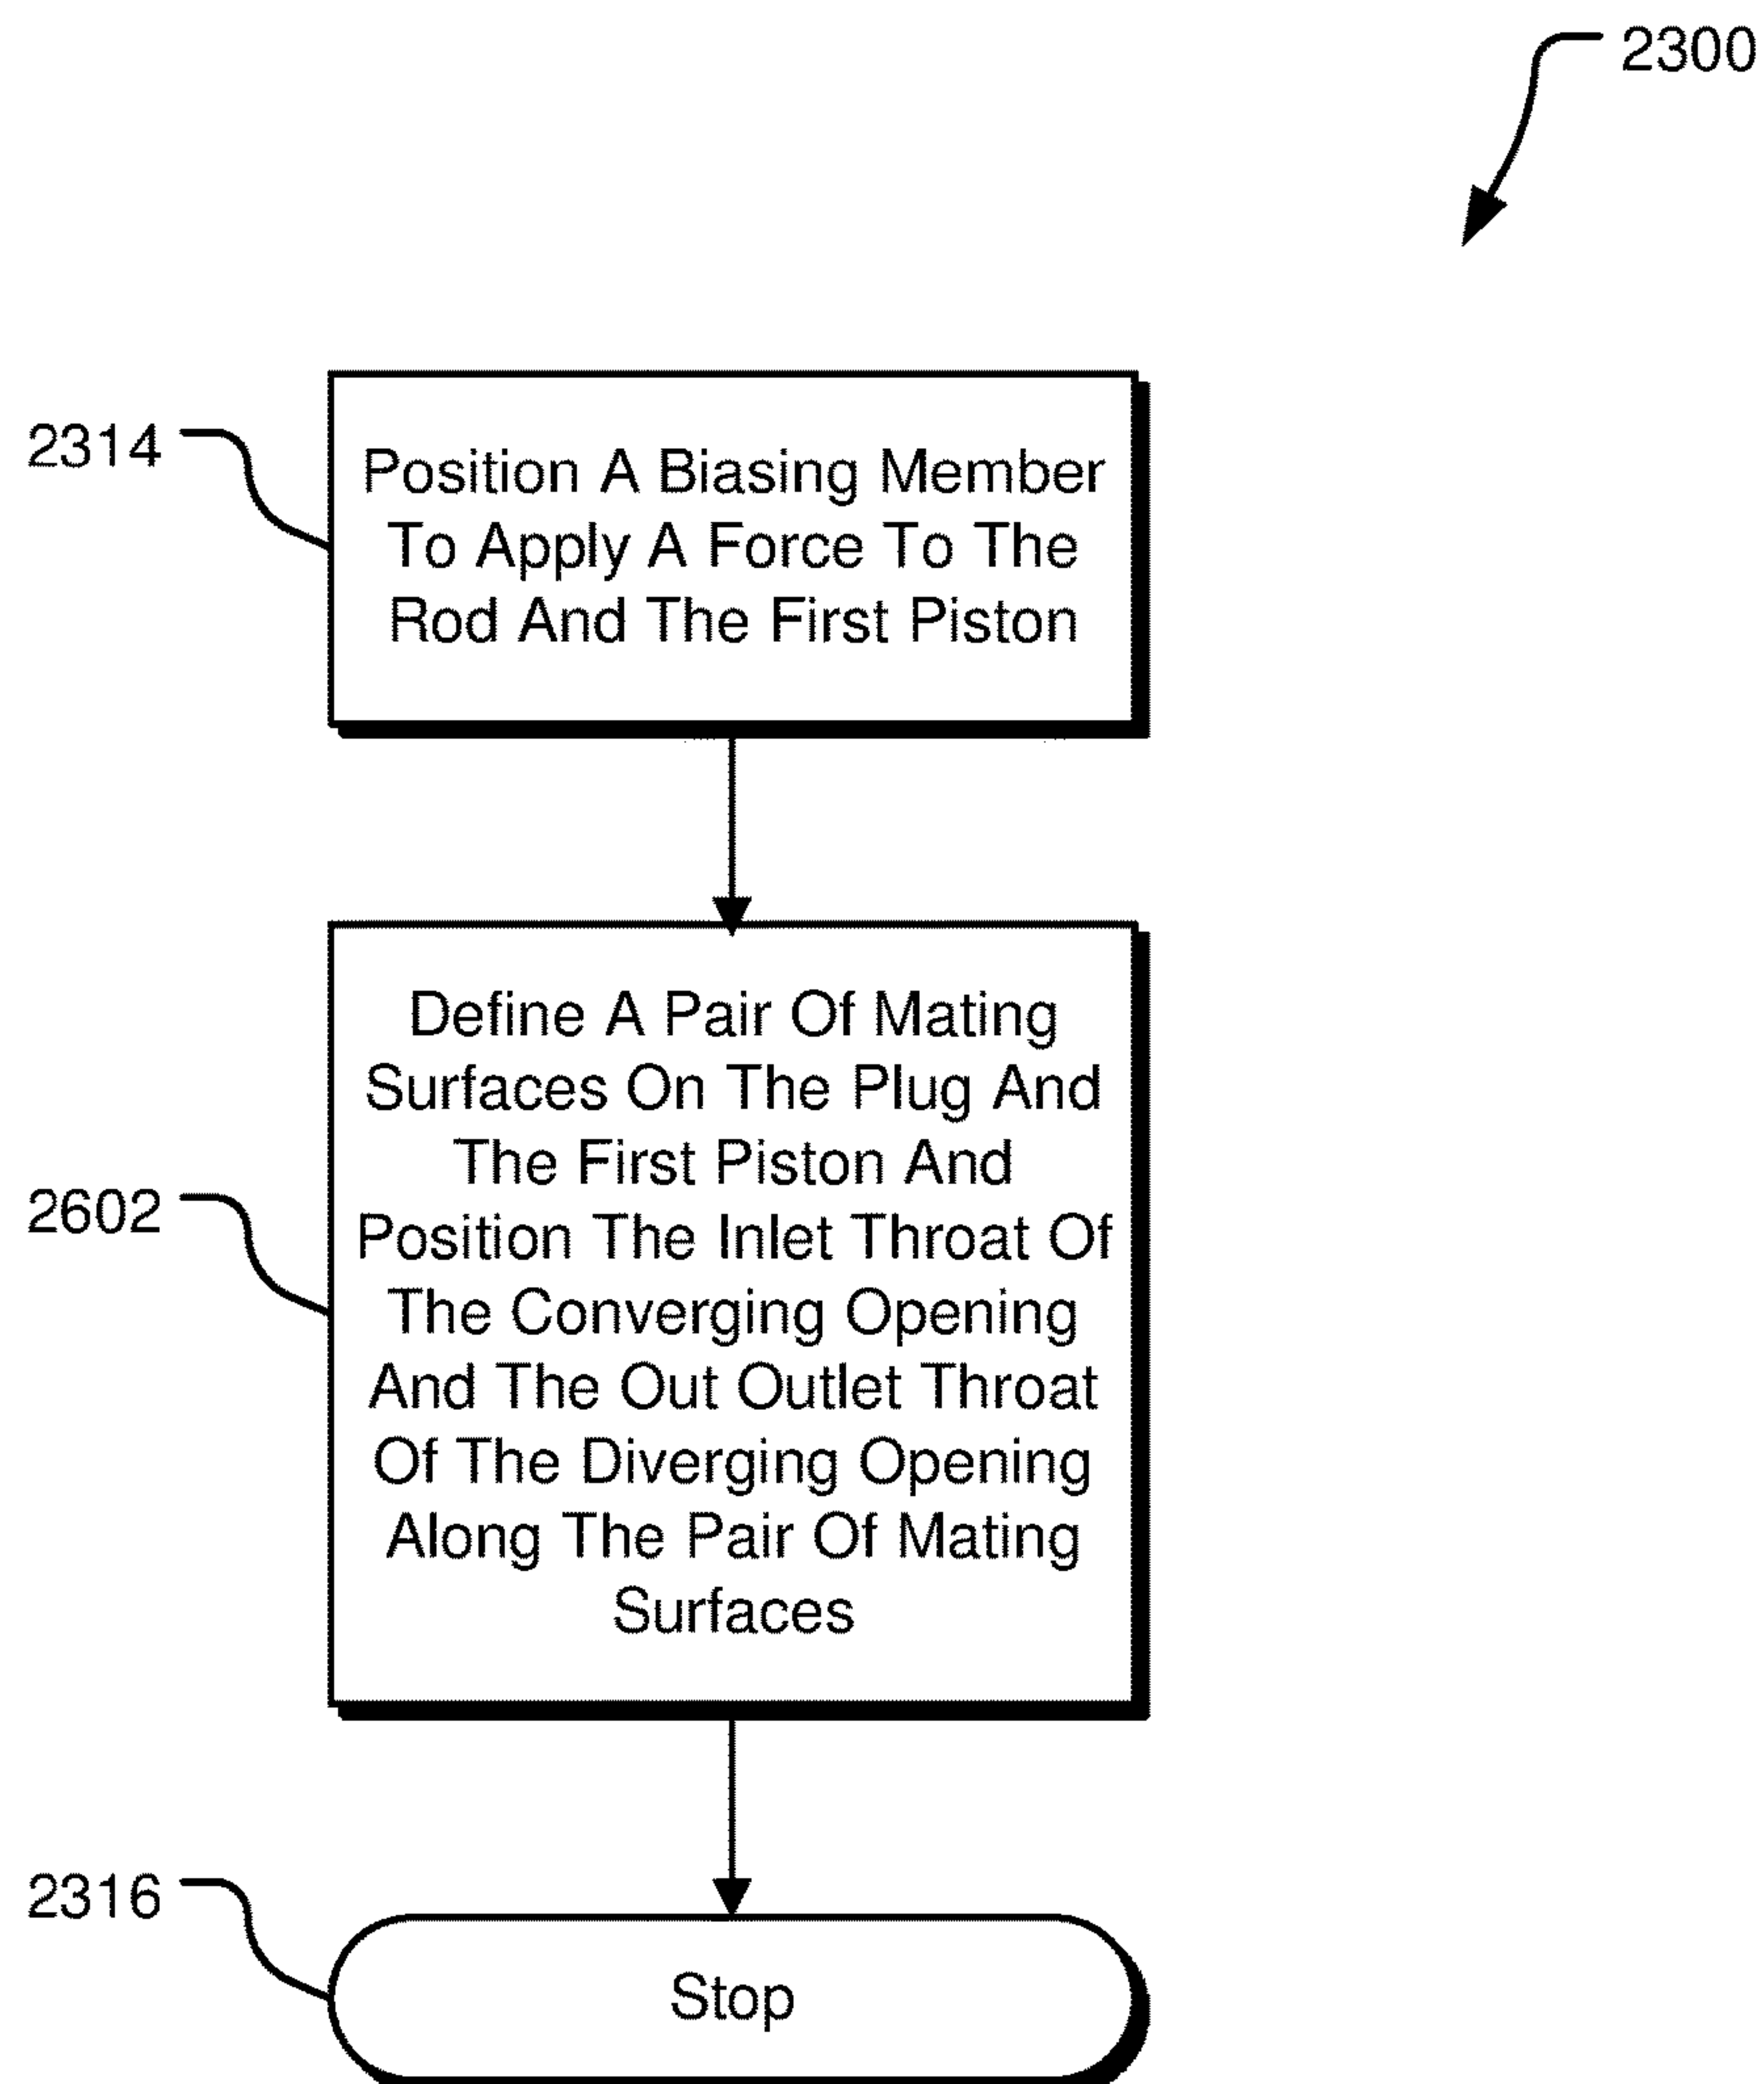 2300
2314
Position A Biasing Member
To Apply A Force To The
Rod And The First Piston
2602
Define A Pair Of Mating
Surfaces On The Plug And
The First Piston And
Position The Inlet Throat Of
The Converging Opening
And The Out Outlet Throat
Of The Diverging Opening
Along The Pair Of Mating
Surfaces
2316
Stop